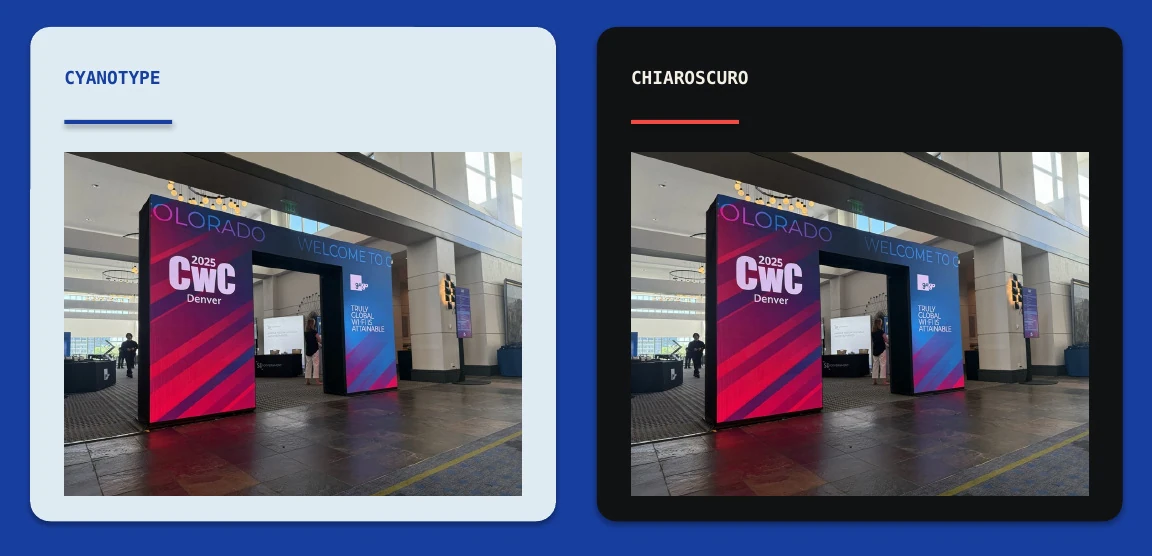 CYANOTYPE
OLORADO
WELCOME TO C
2025
CWC
Denver
TRULY
GLOBAL
WI-FI IS
ATTAINABLE
CHIAROSCURO
OLORADO
WELCOME TO C
2025
CWC
Denver
TRULY
GLOBAL
WI-FI IS
ATTAINABLE